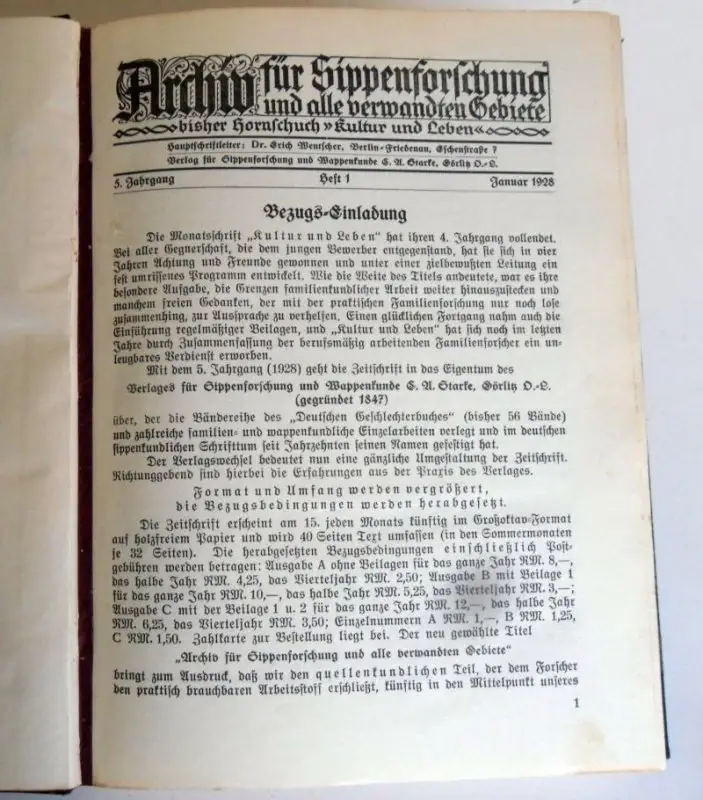 Archiv für Sippenforschung
und alle verwandten Gebiete
bisher Hornschuch »Kultur und Leben«
Hauptschriftleiter: Dr. Erich Wentscher, Berlin-Friedenau, Eschenstraße 7
Verlag für Sippenforschung und Wappenkunde C. A. Starke, Görlitz O.-L.
5. Jahrgang Heft 1 Januar 1928
Bezugs-Einladung
Die Monatsschrift „Kultur und Leben“ hat ihren 4. Jahrgang vollendet.
Bei aller Gegnerschaft, die dem jungen Bewerber entgegenstand, hat sie sich in vier
Jahren Achtung und Freunde gewonnen und unter einer zielbewußten Leitung ein
fest umrissenes Programm entwickelt. Wie die Weite des Titels andeutete, war es ihre
besondere Aufgabe, die Grenzen familienkundlicher Arbeit weiter hinauszustecken und
manchem freien Gedanken, der mit der praktischen Familienforschung nur noch lose
zusammenhing, zur Aussprache zu verhelfen. Einen glücklichen Fortgang nahm auch die
Einführung regelmäßiger Beilagen, und „Kultur und Leben“ hat sich noch im letzten
Jahre durch Zusammenfassung der berufsmäßig arbeitenden Familienforscher ein un-
leugbares Verdienst erworben.
Mit dem 5. Jahrgang (1928) geht die Zeitschrift in das Eigentum des
Verlages für Sippenforschung und Wappenkunde C. A. Starke, Görlitz O.-L.
(gegründet 1847)
über, der die Bändereihe des „Deutschen Geschlechterbuches“ (bisher 56 Bände)
und zahlreiche familien- und wappenkundliche Einzelarbeiten verlegt und im deutschen
sippenkundlichen Schrifttum seit Jahrzehnten seinen Namen gefestigt hat.
Der Verlagswechsel bedeutet nun eine gänzliche Umgestaltung der Zeitschrift.
Richtunggebend sind hierbei die Erfahrungen aus der Praxis des Verlages.
Format und Umfang werden vergrößert,
die Bezugsbedingungen werden herabgesetzt.
Die Zeitschrift erscheint am 15. jeden Monats künftig im Großoktav-Format
auf holzfreiem Papier und wird 40 Seiten Text umfassen (in den Sommermonaten
je 32 Seiten). Die herabgesetzten Bezugsbedingungen einschließlich Post-
gebühren werden betragen: Ausgabe A ohne Beilagen für das ganze Jahr RM. 8,—,
das halbe Jahr RM. 4,25, das Vierteljahr RM. 2,50; Ausgabe B mit Beilage 1
für das ganze Jahr RM. 10,—, das halbe Jahr RM. 5,25, das Vierteljahr RM. 3,—;
Ausgabe C mit der Beilage 1 u. 2 für das ganze Jahr RM. 12,—, das halbe Jahr
RM. 6,25, das Vierteljahr RM. 3,50; Einzelnummern A RM. 1,—, B RM. 1,25,
C RM. 1,50. Zahlkarte zur Bestellung liegt bei. Der neu gewählte Titel
„Archiv für Sippenforschung und alle verwandten Gebiete“
bringt zum Ausdruck, daß wir den quellenkundlichen Teil, der dem Forscher
den praktisch brauchbaren Arbeitsstoff erschließt, künftig in den Mittelpunkt unseres
1